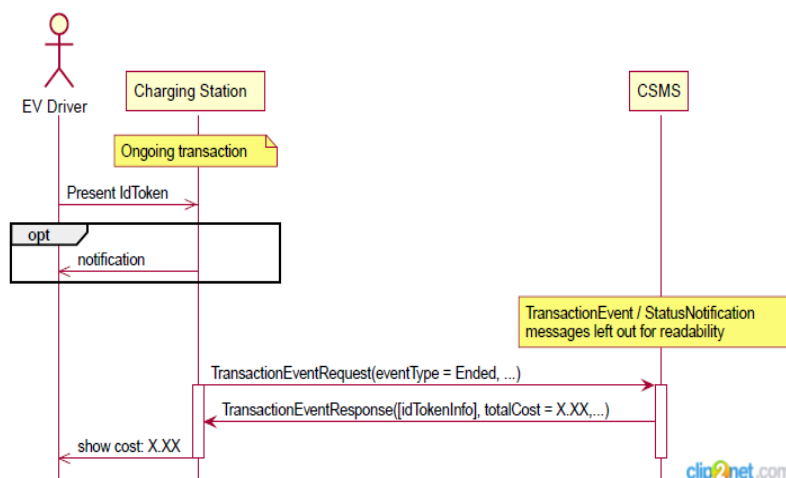 EV Driver
Charging Station
CSMS
Ongoing transaction
Present IdToken
opt
notification
TransactionEvent / StatusNotification
messages left out for readability
TransactionEventRequest(eventType = Ended, ...)
TransactionEventResponse([idTokenInfo], totalCost = X.XX,...)
show cost: X.XX
clip2net.com